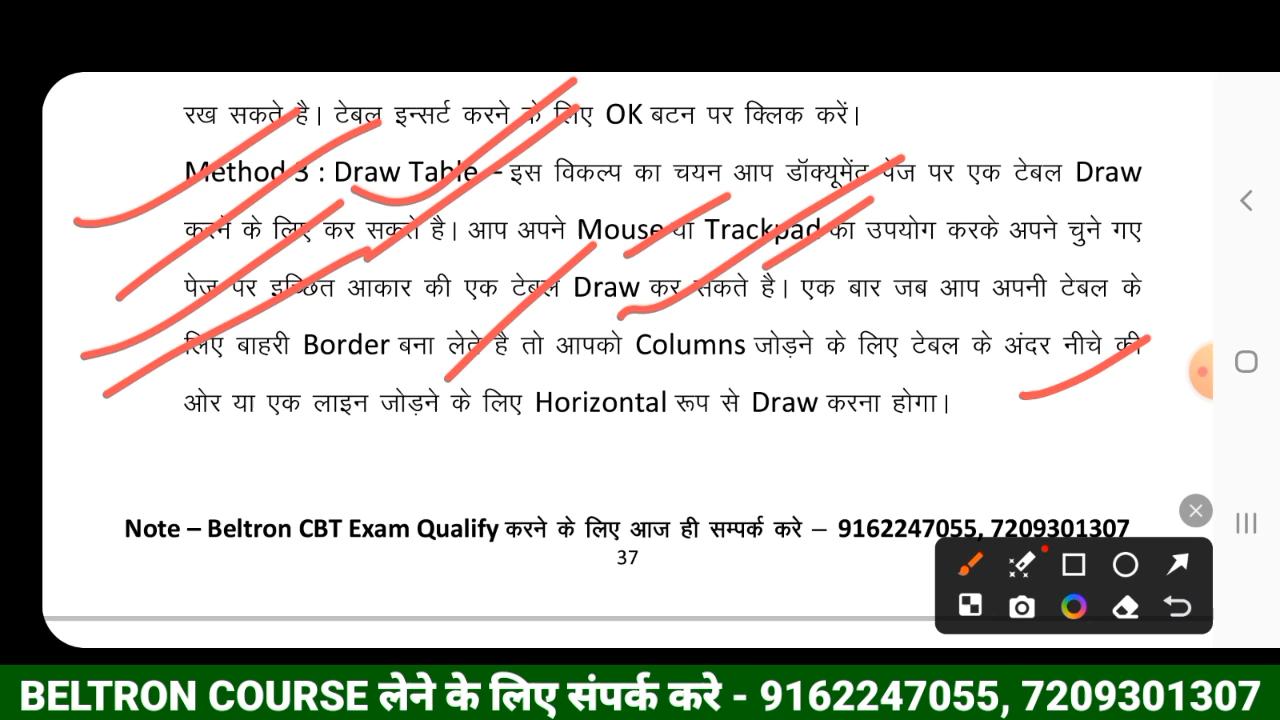 रख सकते है। टेबल इन्सर्ट करने के लिए OK बटन पर क्लिक करें।
Method 3 : Draw Table – इस विकल्प का चयन आप डॉक्यूमेंट पेज पर एक टेबल Draw
करने के लिए कर सकते है। आप अपने Mouse या Trackpad का उपयोग करके अपने चुने गए
पेज पर इच्छित आकार की एक टेबल Draw कर सकते है। एक बार जब आप अपनी टेबल के
लिए बाहरी Border बना लेते है तो आपको Columns जोड़ने के लिए टेबल के अंदर नीचे की
ओर या एक लाइन जोड़ने के लिए Horizontal रूप से Draw करना होगा।
Note – Beltron CBT Exam Qualify करने के लिए आज ही सम्पर्क करे – 9162247055, 7209301307
37
BELTRON COURSE लेने के लिए संपर्क करे - 9162247055, 7209301307